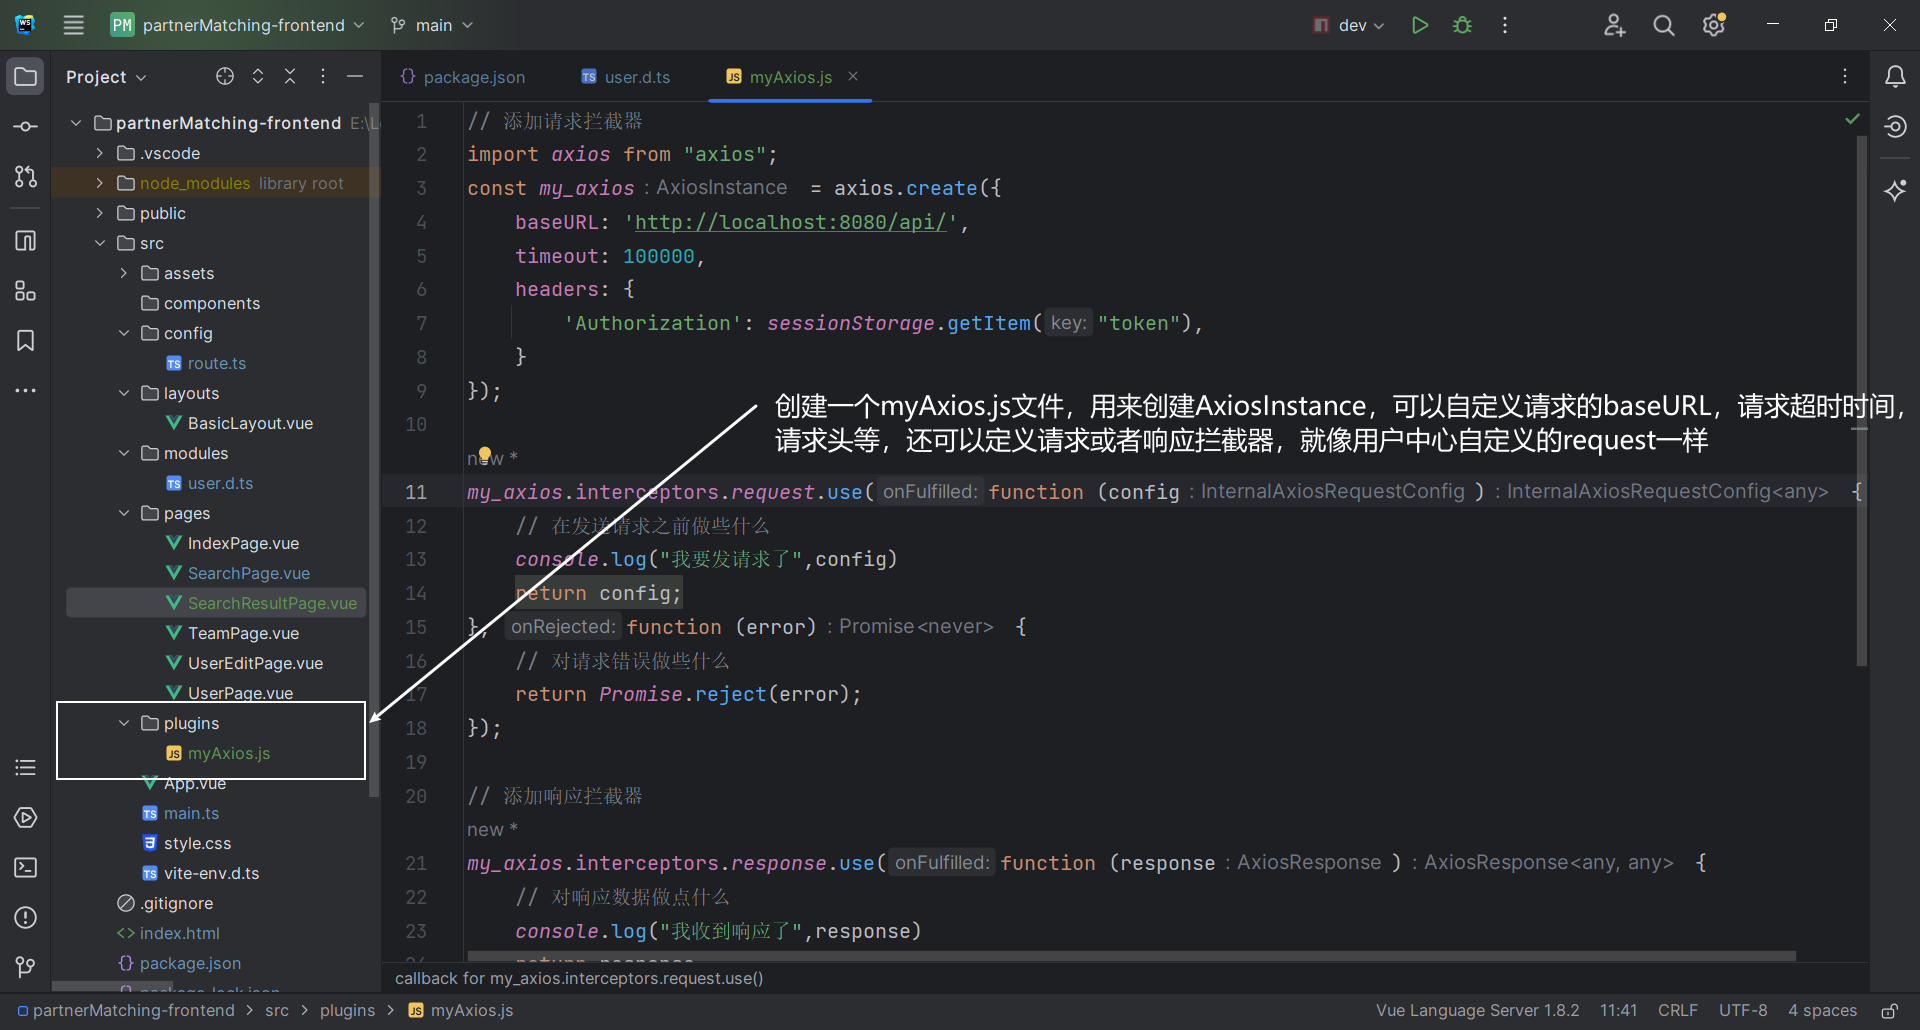 PM partnerMatching-frontend main dev
Project
package.json user.d.ts myAxios.js
partnerMatching-frontend E:\L
.vscode
node_modules library root
public
src
assets
components
config
route.ts
layouts
BasicLayout.vue
modules
user.d.ts
pages
IndexPage.vue
SearchPage.vue
SearchResultPage.vue
TeamPage.vue
UserEditPage.vue
UserPage.vue
plugins
myAxios.js
App.vue
main.ts
style.css
vite-env.d.ts
.gitignore
index.html
package.json
package-lock.json
1 // 添加请求拦截器
2 import axios from "axios";
3 const my_axios : AxiosInstance = axios.create({
4 baseURL: 'http://localhost:8080/api/',
5 timeout: 100000,
6 headers: {
7 'Authorization': sessionStorage.getItem( key: "token"),
8 }
9 });
10
创建一个myAxios.js文件，用来创建AxiosInstance，可以自定义请求的baseURL，请求超时时间，
请求头等，还可以定义请求或者响应拦截器，就像用户中心自定义的request一样
new *
11 my_axios.interceptors.request.use( onFulfilled: function (config : InternalAxiosRequestConfig ) : InternalAxiosRequestConfig<any> {
12 // 在发送请求之前做些什么
13 console.log("我要发请求了",config)
14 return config;
15 }, onRejected: function (error) : Promise<never> {
16 // 对请求错误做些什么
17 return Promise.reject(error);
18 });
19
20 // 添加响应拦截器
new *
21 my_axios.interceptors.response.use( onFulfilled: function (response : AxiosResponse ) : AxiosResponse<any, any> {
22 // 对响应数据做点什么
23 console.log("我收到响应了",response)
24 return response
callback for my_axios.interceptors.request.use()
partnerMatching-frontend > src > plugins > myAxios.js
Vue Language Server 1.8.2 11:41 CRLF UTF-8 4 spaces